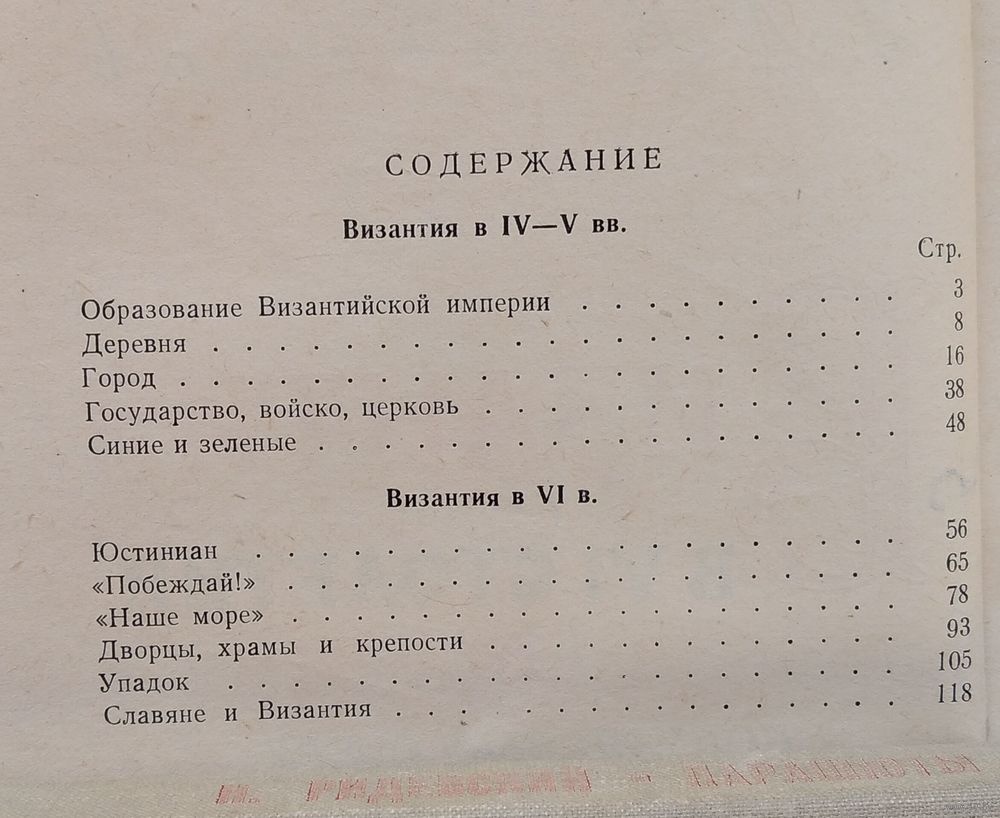 СОДЕРЖАНИЕ
Византия в IV—V вв.
Стр.
Образование Византийской империи . . . . . . . . . . 3
Деревня . . . . . . . . . . . . . . . . . . . . . 8
Город . . . . . . . . . . . . . . . . . . . . . . 16
Государство, войско, церковь . . . . . . . . . . . . . 38
Синие и зеленые . . . . . . . . . . . . . . . . . . 48
Византия в VI в.
Юстиниан . . . . . . . . . . . . . . . . . . . . 56
«Побеждай!» . . . . . . . . . . . . . . . . . . . 65
«Наше море» . . . . . . . . . . . . . . . . . . . 78
Дворцы, храмы и крепости . . . . . . . . . . . . . 93
Упадок . . . . . . . . . . . . . . . . . . . . . 105
Славяне и Византия . . . . . . . . . . . . . . . . 118